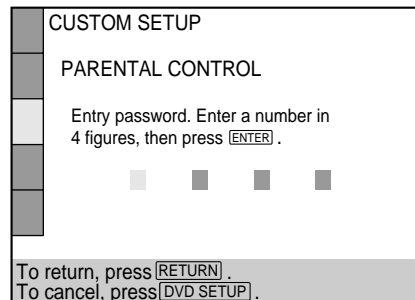 CUSTOM SETUP
PARENTAL CONTROL
Entry password. Enter a number in
4 figures, then press ENTER .
To return, press RETURN .
To cancel, press DVD SETUP .